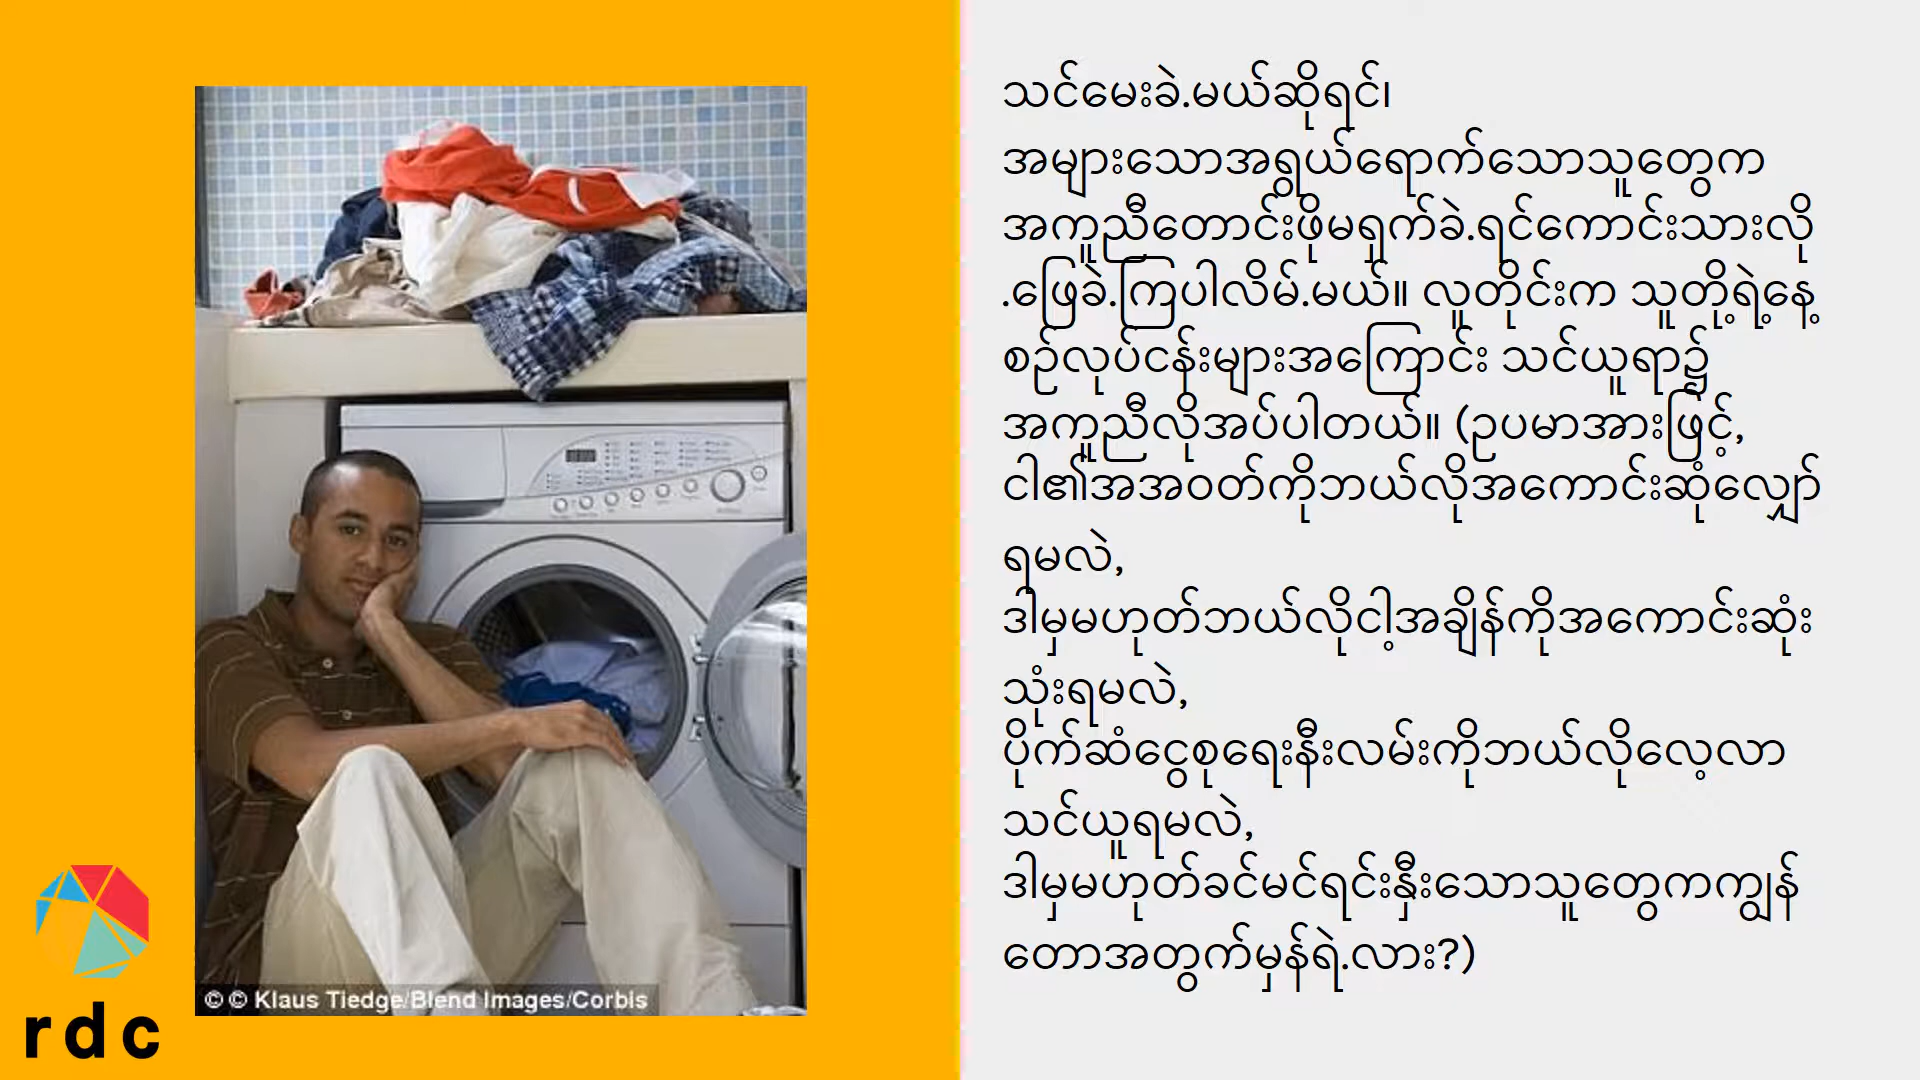 သင်မေးခဲ.မယ်ဆိုရင်၊
အများသောအရွယ်ရောက်သောသူတွေက
အကူညီတောင်းဖို့မရှက်ခဲ.ရင်ကောင်းသားလို
.ဖြေခဲ.ကြပါလိမ်.မယ်။ လူတိုင်းက သူတို့ရဲ့နေ့
စဉ်လုပ်ငန်းများအကြောင်း သင်ယူရာ၌
အကူညီလိုအပ်ပါတယ်။ (ဥပမာအားဖြင့်,
ငါ၏အအဝတ်ကိုဘယ်လိုအကောင်းဆုံလျှော်
ရမလဲ,
ဒါမှမဟုတ်ဘယ်လိုငါ့အချိန်ကိုအကောင်းဆုံး
သုံးရမလဲ,
ပိုက်ဆံငွေစုရေးနီးလမ်းကိုဘယ်လိုလေ့လာ
သင်ယူရမလဲ,
ဒါမှမဟုတ်ခင်မင်ရင်းနှီးသောသူတွေကကျွန်
တောအတွက်မှန်ရဲ.လား?)
© © Klaus Tiedge/Blend Images/Corbis
rdc